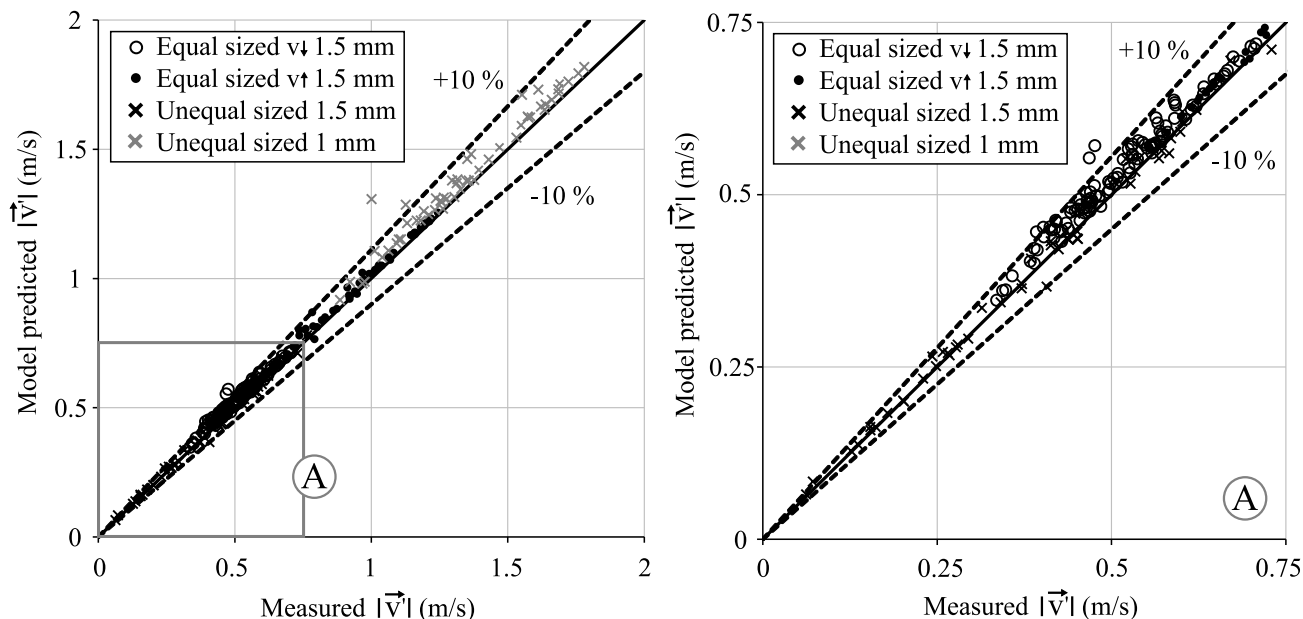 2
1.5
1
0.5
0
0
0.5
1
1.5
2
Model predicted |v'| (m/s)
Measured |v'| (m/s)
Equal sized v↓ 1.5 mm
Equal sized v↑ 1.5 mm
Unequal sized 1.5 mm
Unequal sized 1 mm
+10 %
-10 %
A
0.75
0.5
0.25
0
0
0.25
0.5
0.75
Model predicted |v'| (m/s)
Measured |v'| (m/s)
Equal sized v↓ 1.5 mm
Equal sized v↑ 1.5 mm
Unequal sized 1.5 mm
Unequal sized 1 mm
+10 %
-10 %
A